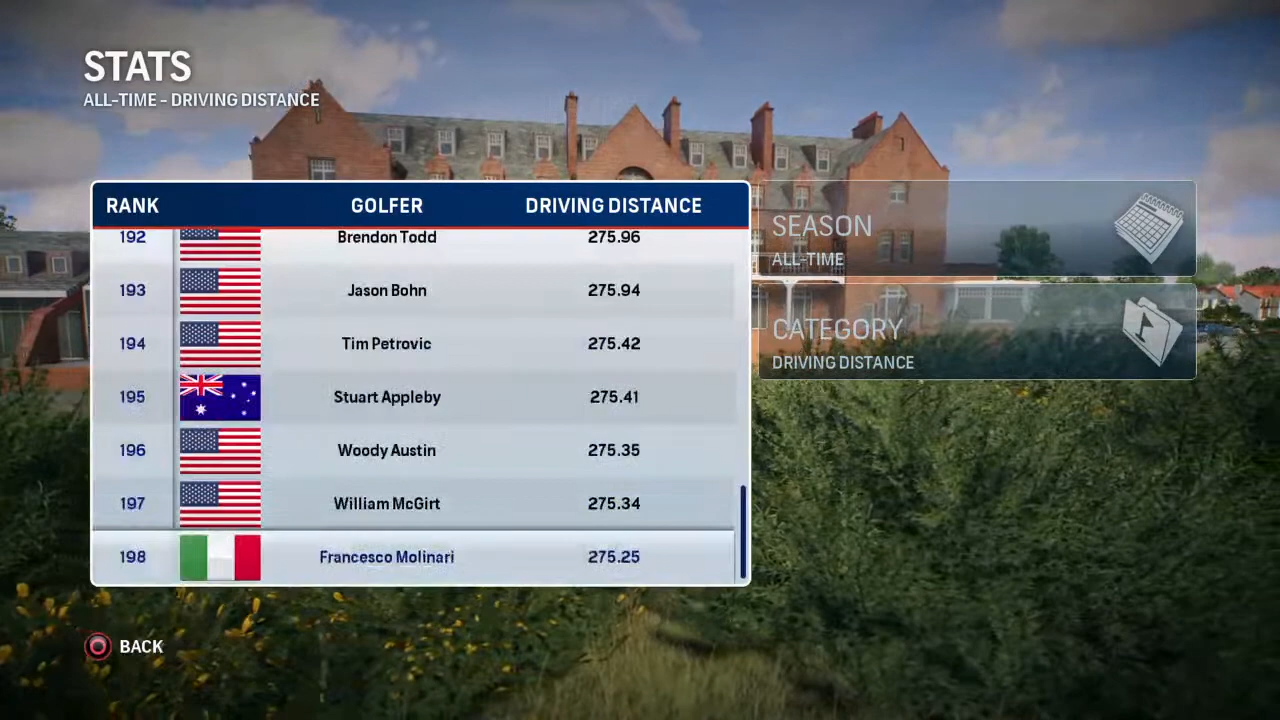 STATS
ALL-TIME - DRIVING DISTANCE
RANK GOLFER DRIVING DISTANCE
192 Brendon Todd 275.96
193 Jason Bohn 275.94
194 Tim Petrovic 275.42
195 Stuart Appleby 275.41
196 Woody Austin 275.35
197 William McGirt 275.34
198 Francesco Molinari 275.25
SEASON
ALL-TIME
CATEGORY
DRIVING DISTANCE
BACK